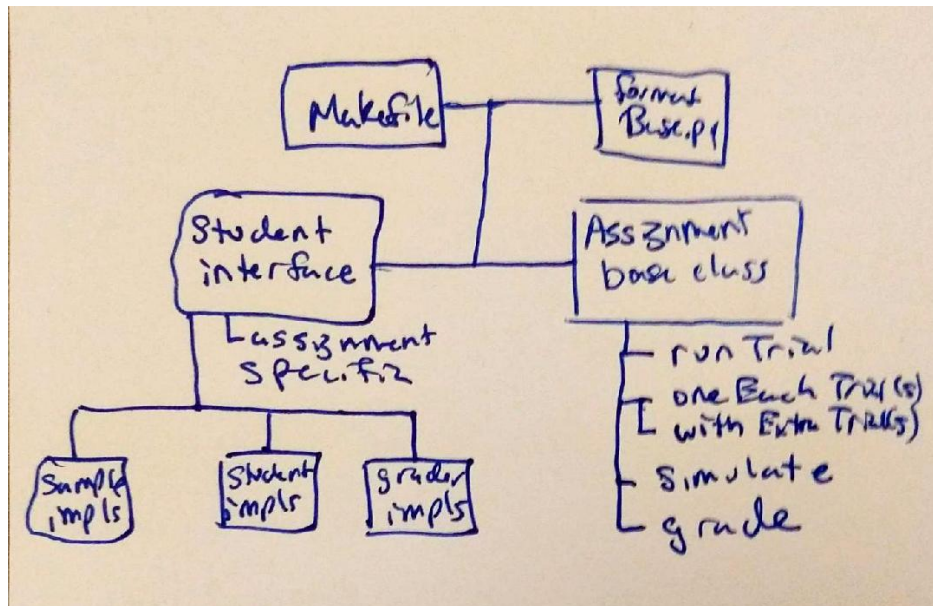 Makefile
format
Base.py
Student
interface
Assignment
base class
assignment
specific
run Trial
one Each Trial(s)
with Extra Trial(s)
simulate
grade
Sample
impls
Student
impls
grader
impls